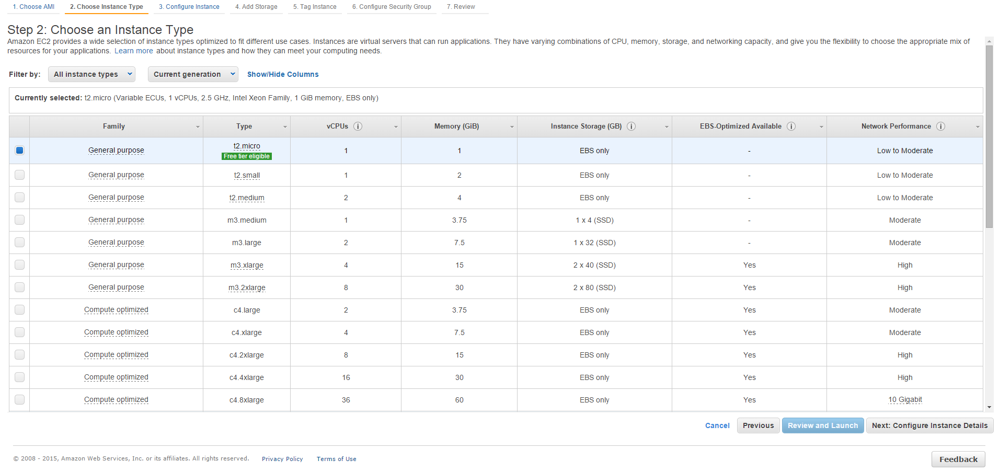 1. Choose AMI 2. Choose Instance Type 3. Configure Instance 4. Add Storage 5. Tag Instance 6. Configure Security Group 7. Review
Step 2: Choose an Instance Type
Amazon EC2 provides a wide selection of instance types optimized to fit different use cases. Instances are virtual servers that can run applications. They have varying combinations of CPU, memory, storage, and networking capacity, and give you the flexibility to choose the appropriate mix of
resources for your applications. Learn more about instance types and how they can meet your computing needs.
Filter by: All instance types Current generation Show/Hide Columns
Currently selected: t2.micro (Variable ECUs, 1 vCPUs, 2.5 GHz, Intel Xeon Family, 1 GiB memory, EBS only)
Family Type vCPUs i Memory (GiB) Instance Storage (GB) i EBS-Optimized Available i Network Performance i
General purpose t2.micro 1 1 EBS only - Low to Moderate
Free tier eligible
General purpose t2.small 1 2 EBS only - Low to Moderate
General purpose t2.medium 2 4 EBS only - Low to Moderate
General purpose m3.medium 1 3.75 1 x 4 (SSD) - Moderate
General purpose m3.large 2 7.5 1 x 32 (SSD) - Moderate
General purpose m3.xlarge 4 15 2 x 40 (SSD) Yes High
General purpose m3.2xlarge 8 30 2 x 80 (SSD) Yes High
Compute optimized c4.large 2 3.75 EBS only Yes Moderate
Compute optimized c4.xlarge 4 7.5 EBS only Yes Moderate
Compute optimized c4.2xlarge 8 15 EBS only Yes High
Compute optimized c4.4xlarge 16 30 EBS only Yes High
Compute optimized c4.8xlarge 36 60 EBS only Yes 10 Gigabit
Cancel Previous Review and Launch Next: Configure Instance Details
© 2008 - 2015, Amazon Web Services, Inc. or its affiliates. All rights reserved. Privacy Policy Terms of Use Feedback